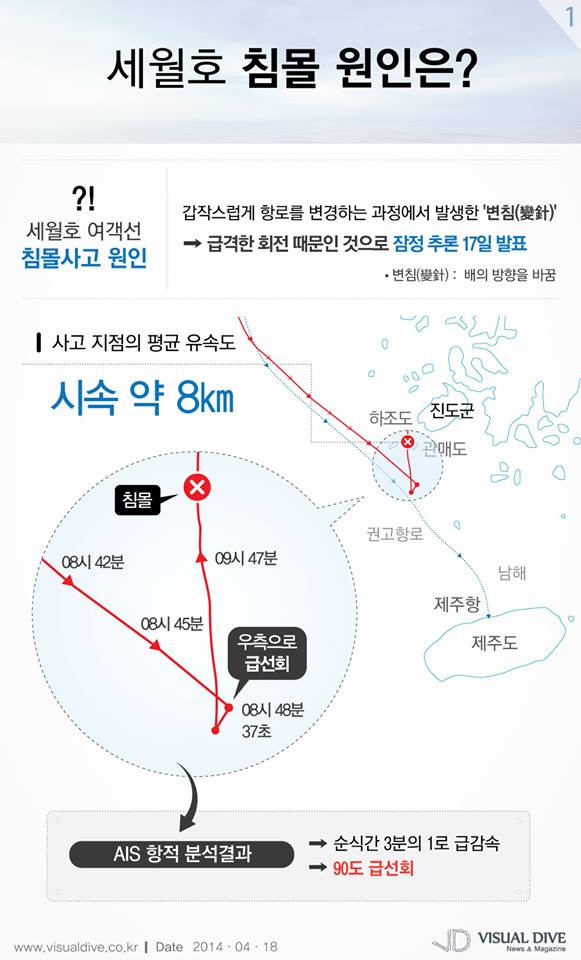 1
세월호 침몰 원인은?
?!
세월호 여객선
침몰사고 원인
갑작스럽게 항로를 변경하는 과정에서 발생한 '변침(變針)'
→ 급격한 회전 때문인 것으로 잠정 추론 17일 발표
• 변침(變針) : 배의 방향을 바꿈
사고 지점의 평균 유속도
시속 약 8km
하조도
진도군
관매도
권고항로
남해
제주항
제주도
침몰
08시 42분
09시 47분
08시 45분
우측으로
급선회
08시 48분
37초
AIS 항적 분석결과
→ 순식간 3분의 1로 급감속
→ 90도 급선회
www.visualdive.co.kr | Date 2014 · 04 · 18
VISUAL DIVE
News & Magazine